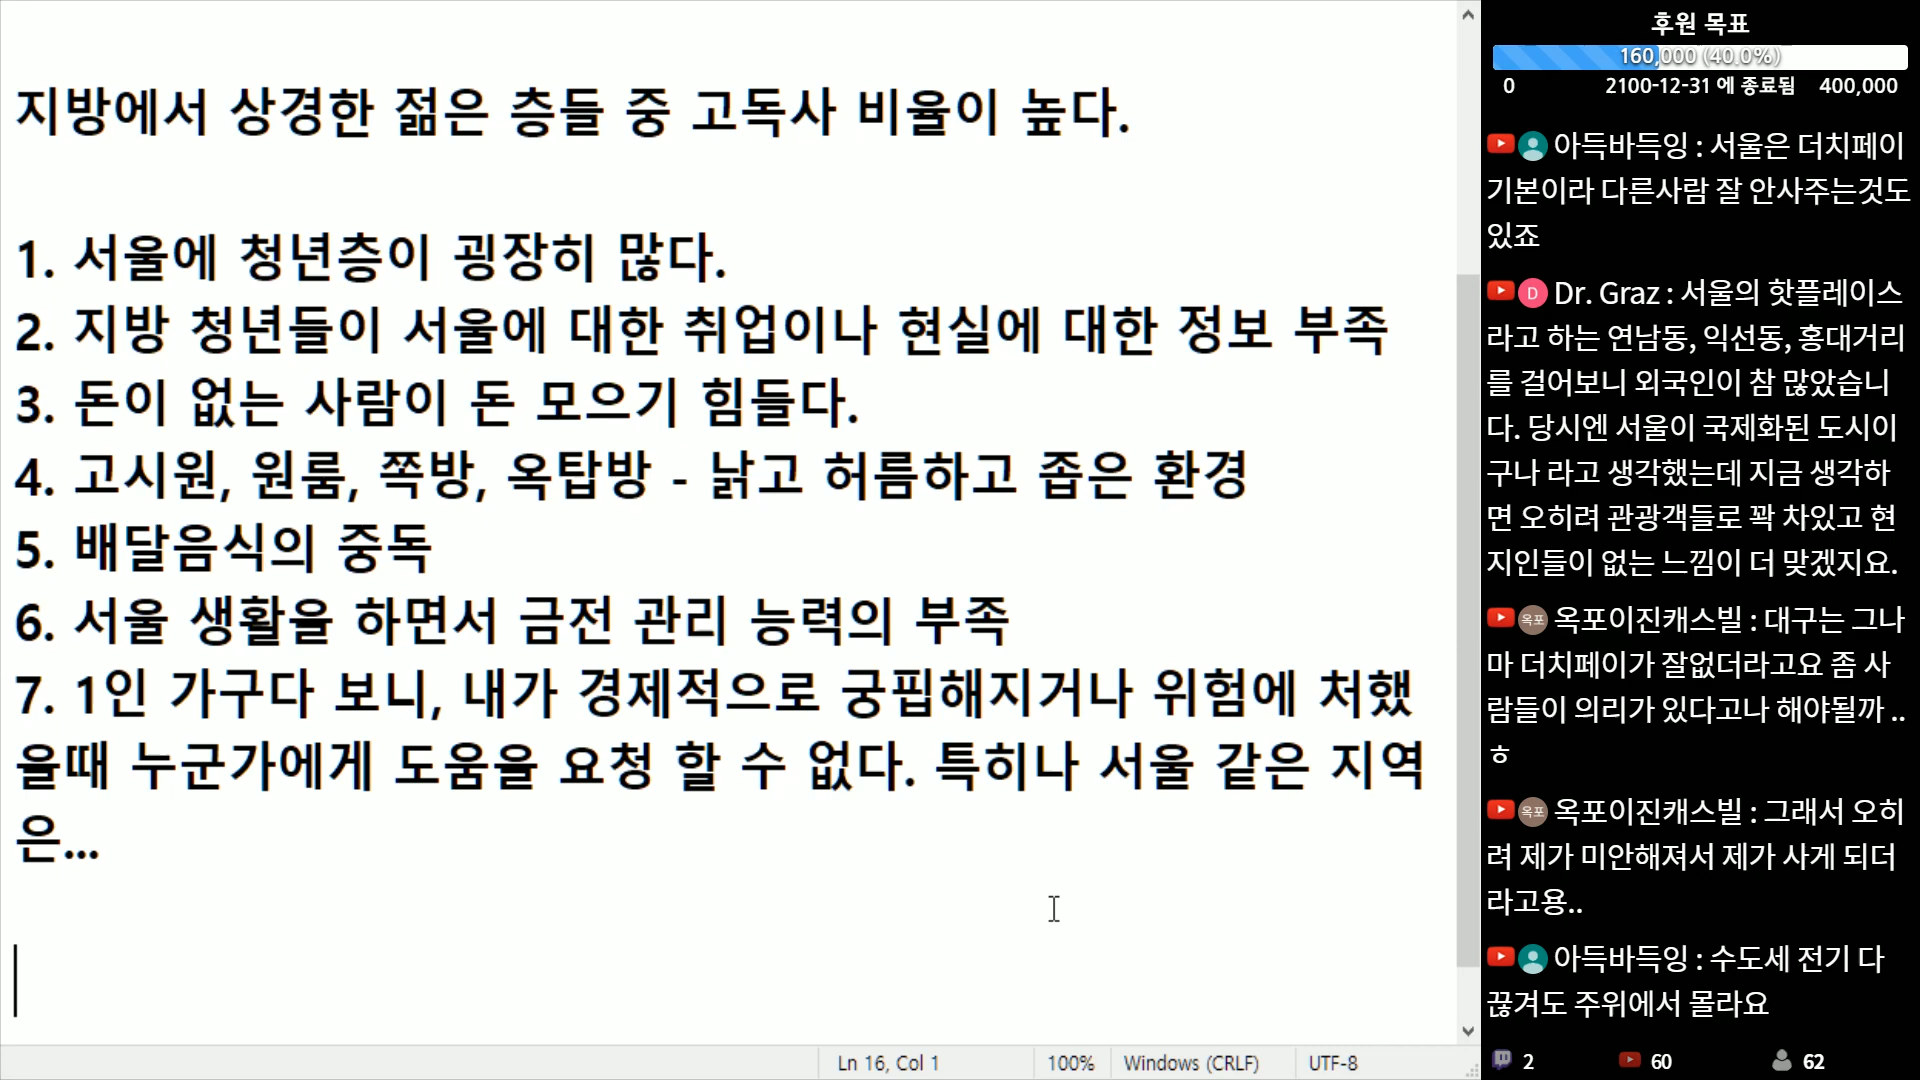 지방에서 상경한 젊은 층들 중 고독사 비율이 높다.
1. 서울에 청년층이 굉장히 많다.
2. 지방 청년들이 서울에 대한 취업이나 현실에 대한 정보 부족
3. 돈이 없는 사람이 돈 모으기 힘들다.
4. 고시원, 원룸, 쪽방, 옥탑방 - 낡고 허름하고 좁은 환경
5. 배달음식의 중독
6. 서울 생활을 하면서 금전 관리 능력의 부족
7. 1인 가구다 보니, 내가 경제적으로 궁핍해지거나 위험에 처했
을때 누군가에게 도움을 요청 할 수 없다. 특히나 서울 같은 지역
은...
Ln 16, Col 1
100%
Windows (CRLF)
UTF-8
후원 목표
160,000 (40.0%)
0
2100-12-31 에 종료됨
400,000
아득바득잉 : 서울은 더치페이
기본이라 다른사람 잘 안사주는것도
있죠
D Dr. Graz : 서울의 핫플레이스
라고 하는 연남동, 익선동, 홍대거리
를 걸어보니 외국인이 참 많았습니
다. 당시엔 서울이 국제화된 도시이
구나 라고 생각했는데 지금 생각하
면 오히려 관광객들로 꽉 차있고 현
지인들이 없는 느낌이 더 맞겠지요.
옥포 옥포이진캐스빌 : 대구는 그나
마 더치페이가 잘없더라고요 좀 사
람들이 의리가 있다고나 해야될까 ..
ㅎ
옥포 옥포이진캐스빌 : 그래서 오히
려 제가 미안해져서 제가 사게 되더
라고용..
아득바득잉 : 수도세 전기 다
끊겨도 주위에서 몰라요
2
60
62